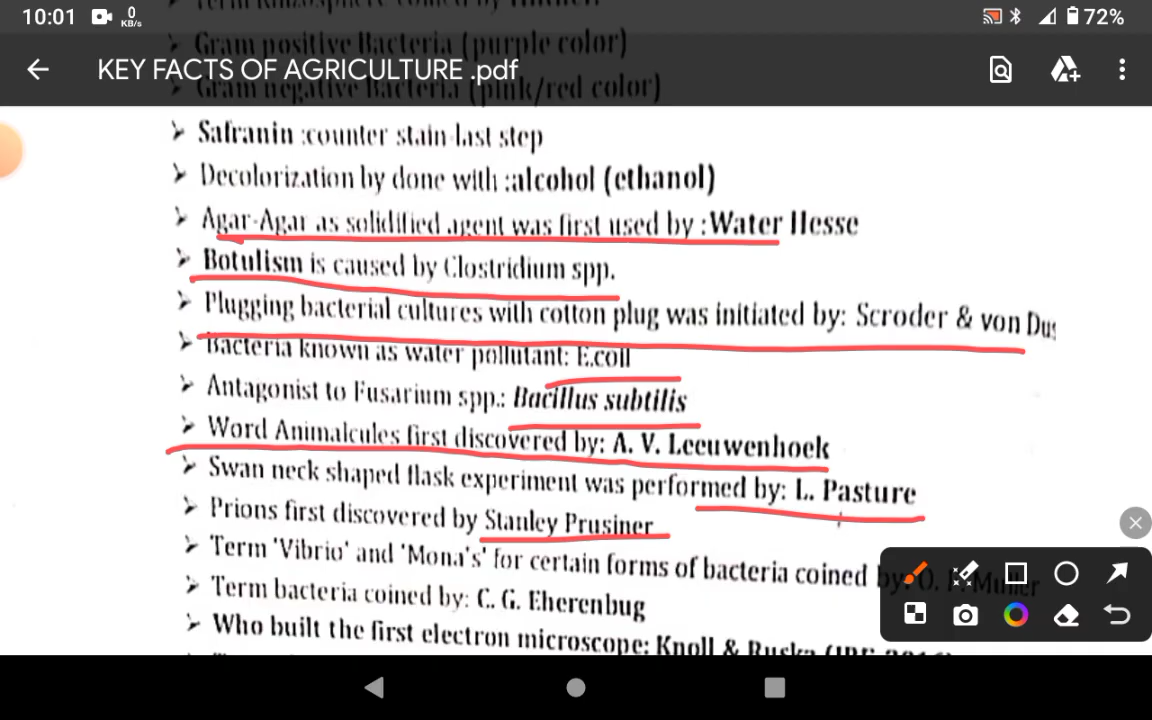 10:01 0 KB/s 72%
KEY FACTS OF AGRICULTURE .pdf
➤ Gram positive Bacteria (purple color)
➤ Gram negative Bacteria (pink/red color)
➤ Safranin :counter stain-last step
➤ Decolorization by done with :alcohol (ethanol)
➤ Agar-Agar as solidified agent was first used by :Water Hesse
➤ Botulism is caused by Clostridium spp.
➤ Plugging bacterial cultures with cotton plug was initiated by: Scroder & von Dus
➤ Bacteria known as water pollutant: E.coli
➤ Antagonist to Fusarium spp.: Bacillus subtilis
➤ Word Animalcules first discovered by: A. V. Leeuwenhoek
➤ Swan neck shaped flask experiment was performed by: L. Pasture
➤ Prions first discovered by Stanley Prusiner
➤ Term 'Vibrio' and 'Mona's' for certain forms of bacteria coined by: O. F. Muller
➤ Term bacteria coined by: C. G. Eherenbug
➤ Who built the first electron microscope: Knoll & Ruska